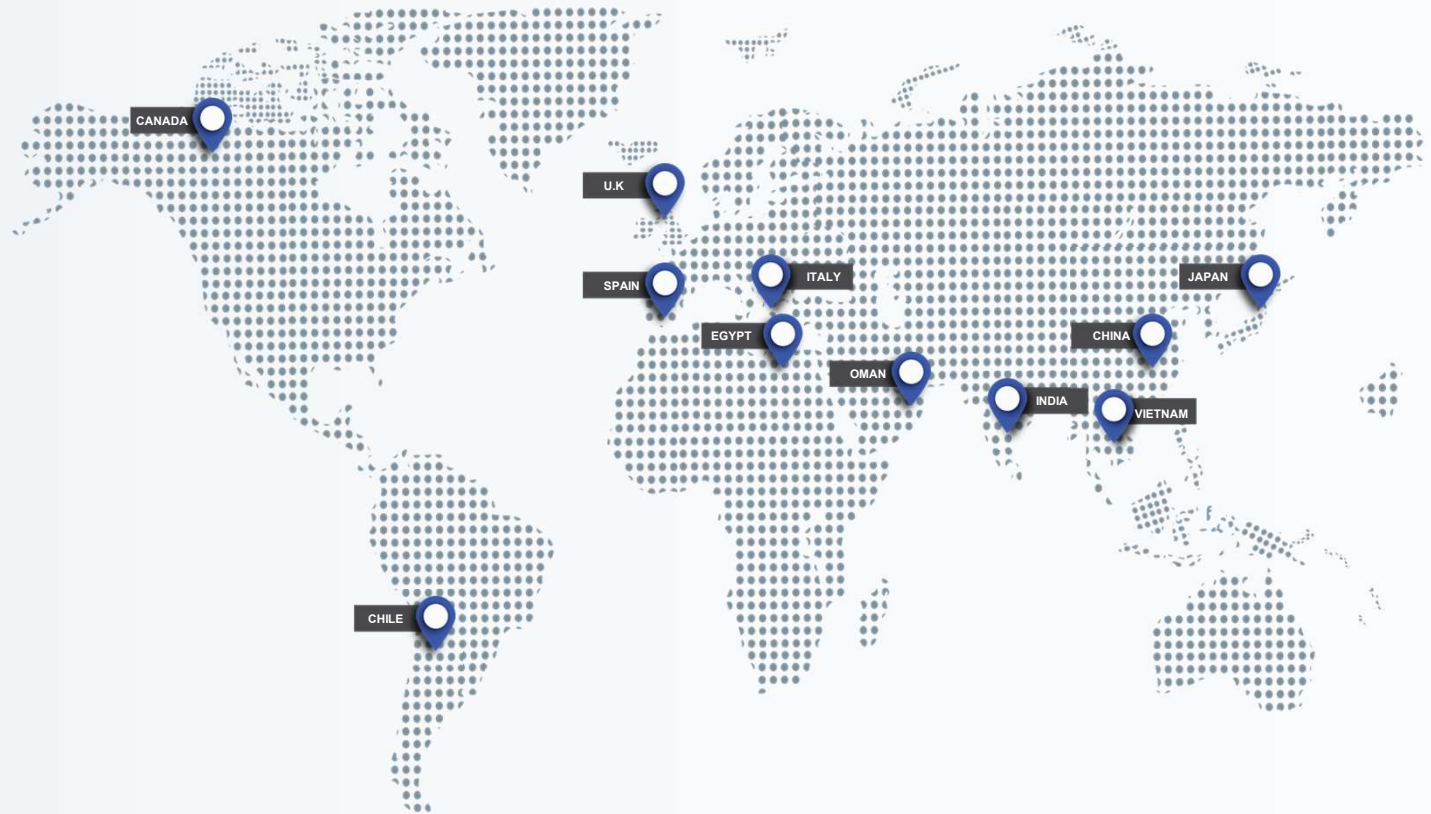 CANADA
U.K
SPAIN
ITALY
JAPAN
EGYPT
CHINA
OMAN
INDIA
VIETNAM
CHILE